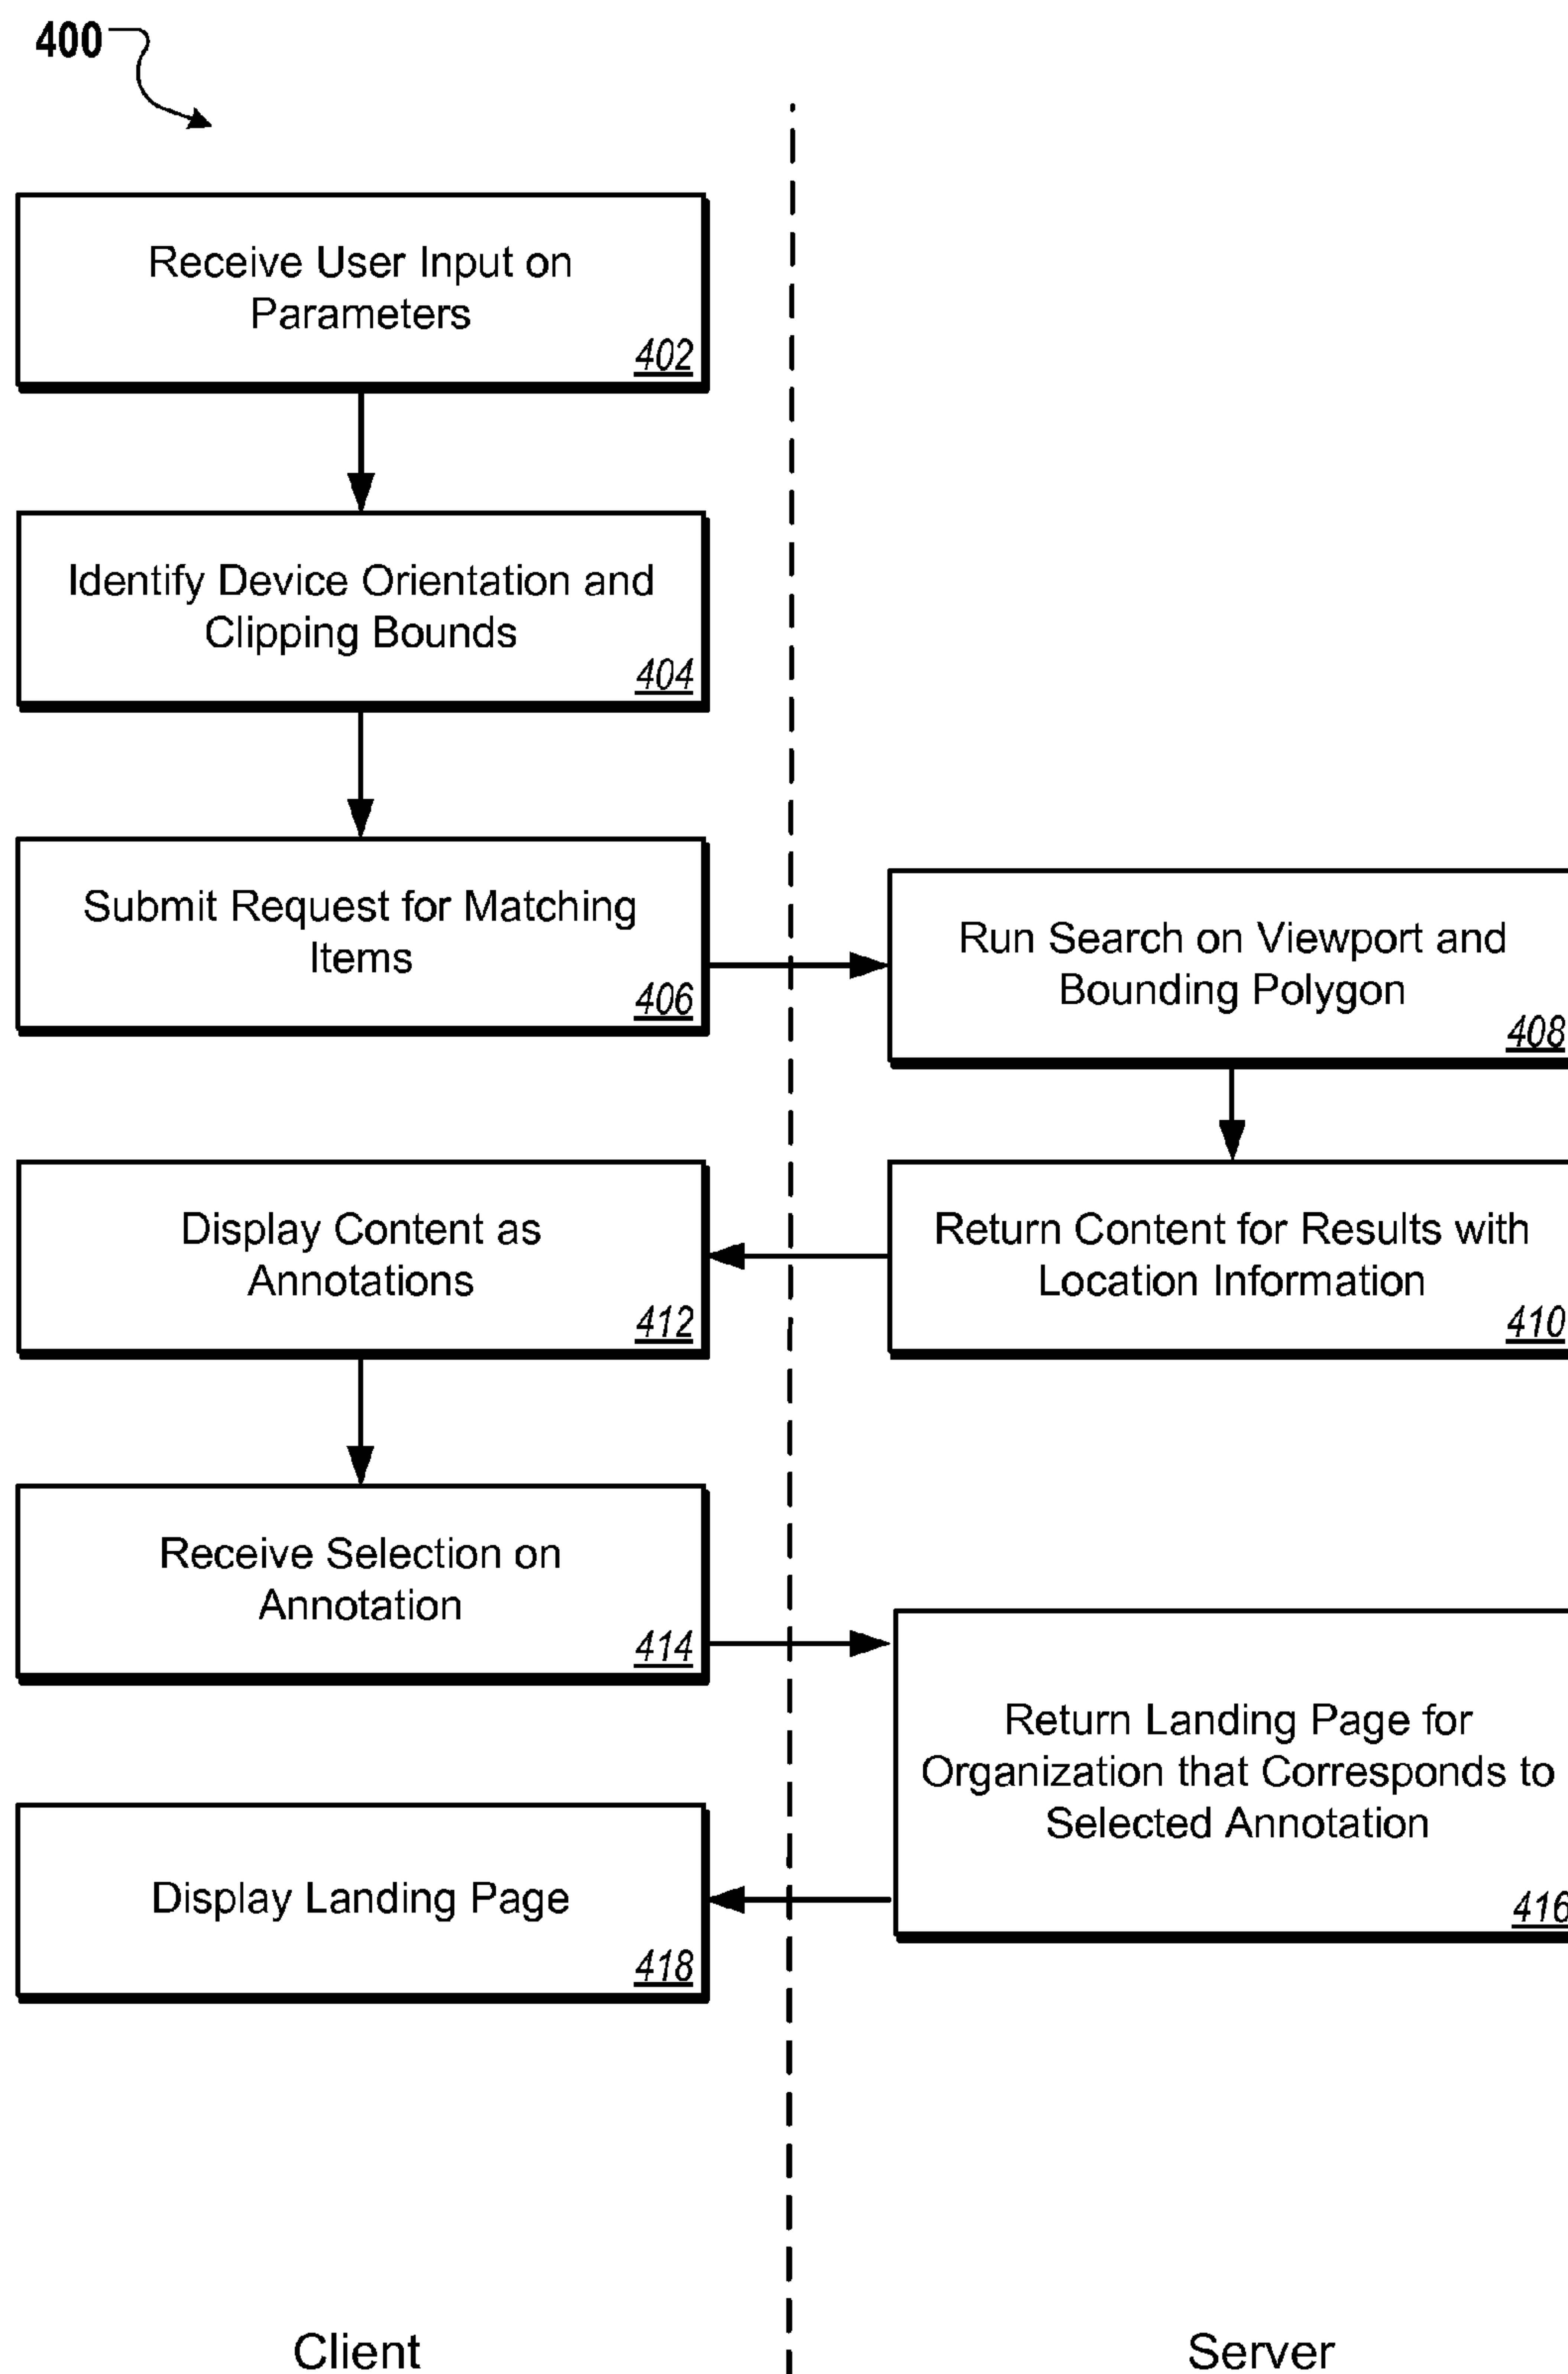 400
Receive User Input on
Parameters
402
Identify Device Orientation and
Clipping Bounds
404
Submit Request for Matching
Items
406
Run Search on Viewport and
Bounding Polygon
408
Return Content for Results with
Location Information
410
Display Content as
Annotations
412
Receive Selection on
Annotation
414
Return Landing Page for
Organization that Corresponds to
Selected Annotation
416
Display Landing Page
418
Client
Server